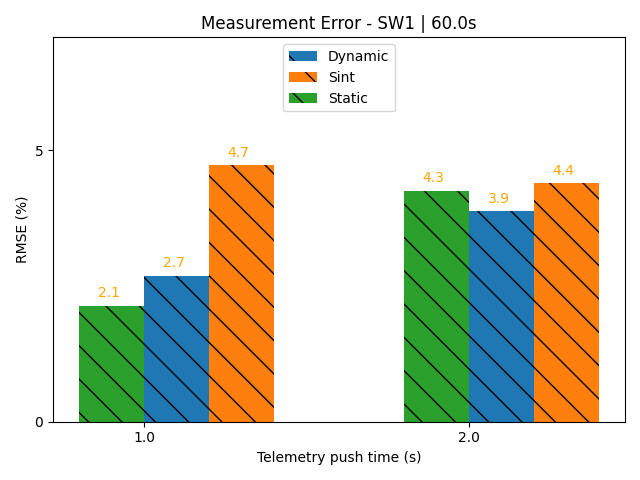 Measurement Error - SW1 | 60.0s
Dynamic
Sint
Static
RMSE (%)
5
0
2.1
2.7
4.7
4.3
3.9
4.4
1.0
2.0
Telemetry push time (s)